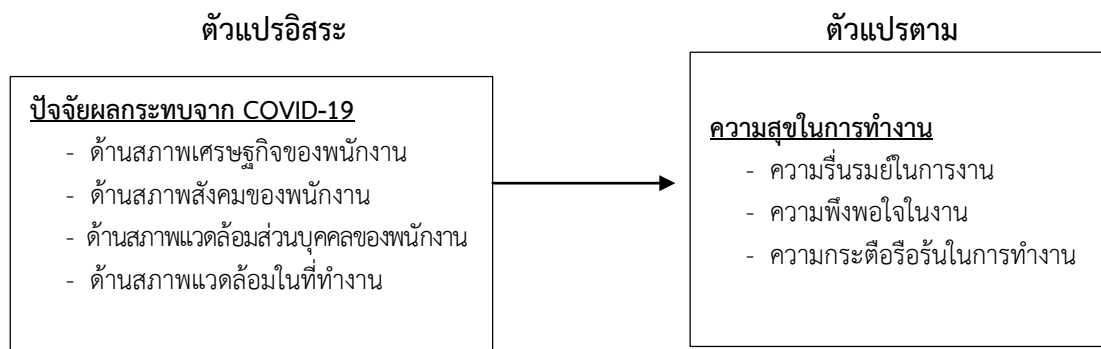 ตัวแปรอิสระ
ปัจจัยผลกระทบจาก COVID-19
- ด้านสภาพเศรษฐกิจของพนักงาน
- ด้านสภาพสังคมของพนักงาน
- ด้านสภาพแวดล้อมส่วนบุคคลของพนักงาน
- ด้านสภาพแวดล้อมในที่ทำงาน
ตัวแปรตาม
ความสุขในการทำงาน
- ความรื่นรมย์ในการงาน
- ความพึงพอใจในงาน
- ความกระตือรือร้นในการทำงาน